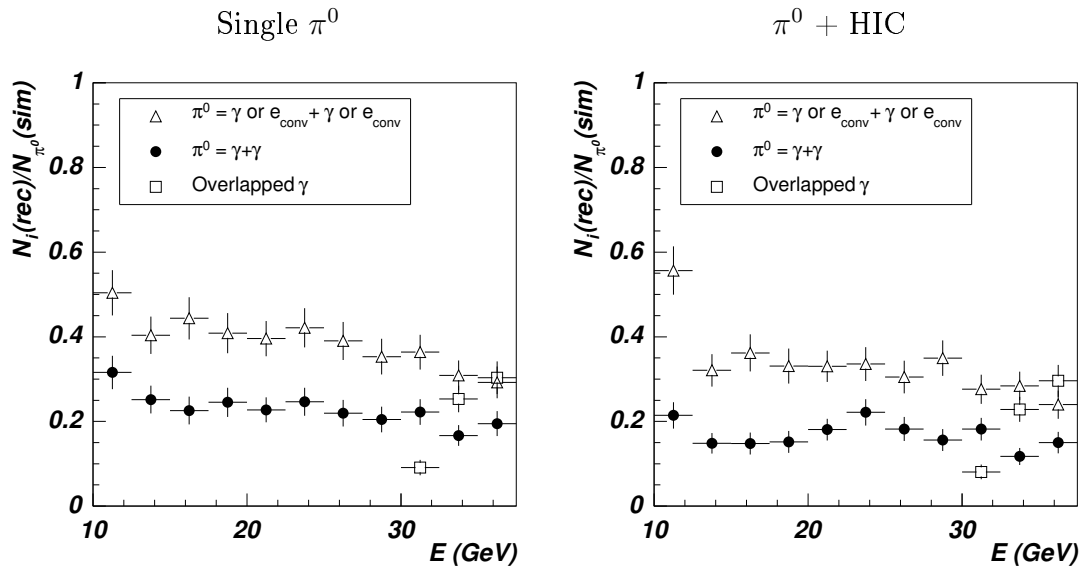 Single π⁰
N_i(rec)/N_π⁰(sim)
1
0.8
0.6
0.4
0.2
0
π⁰ = γ or e_conv + γ or e_conv
π⁰ = γ+γ
Overlapped γ
10
20
30
E (GeV)
π⁰ + HIC
N_i(rec)/N_π⁰(sim)
1
0.8
0.6
0.4
0.2
0
π⁰ = γ or e_conv + γ or e_conv
π⁰ = γ+γ
Overlapped γ
10
20
30
E (GeV)